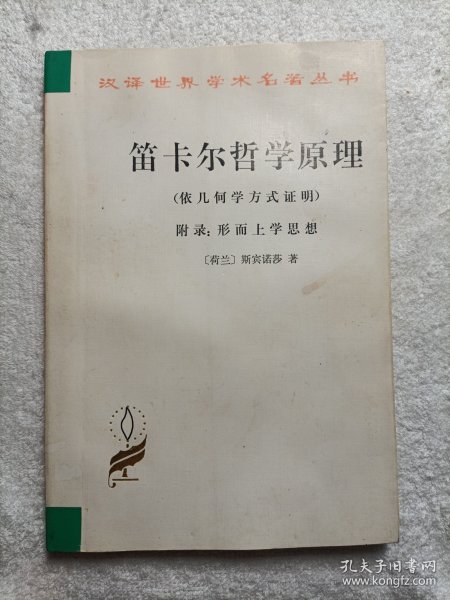 汉译世界学术名著丛书
笛卡尔哲学原理
(依几何学方式证明)
附录:形而上学思想
〔荷兰〕斯宾诺莎 著
孔夫子旧书网
www.kongfz.com